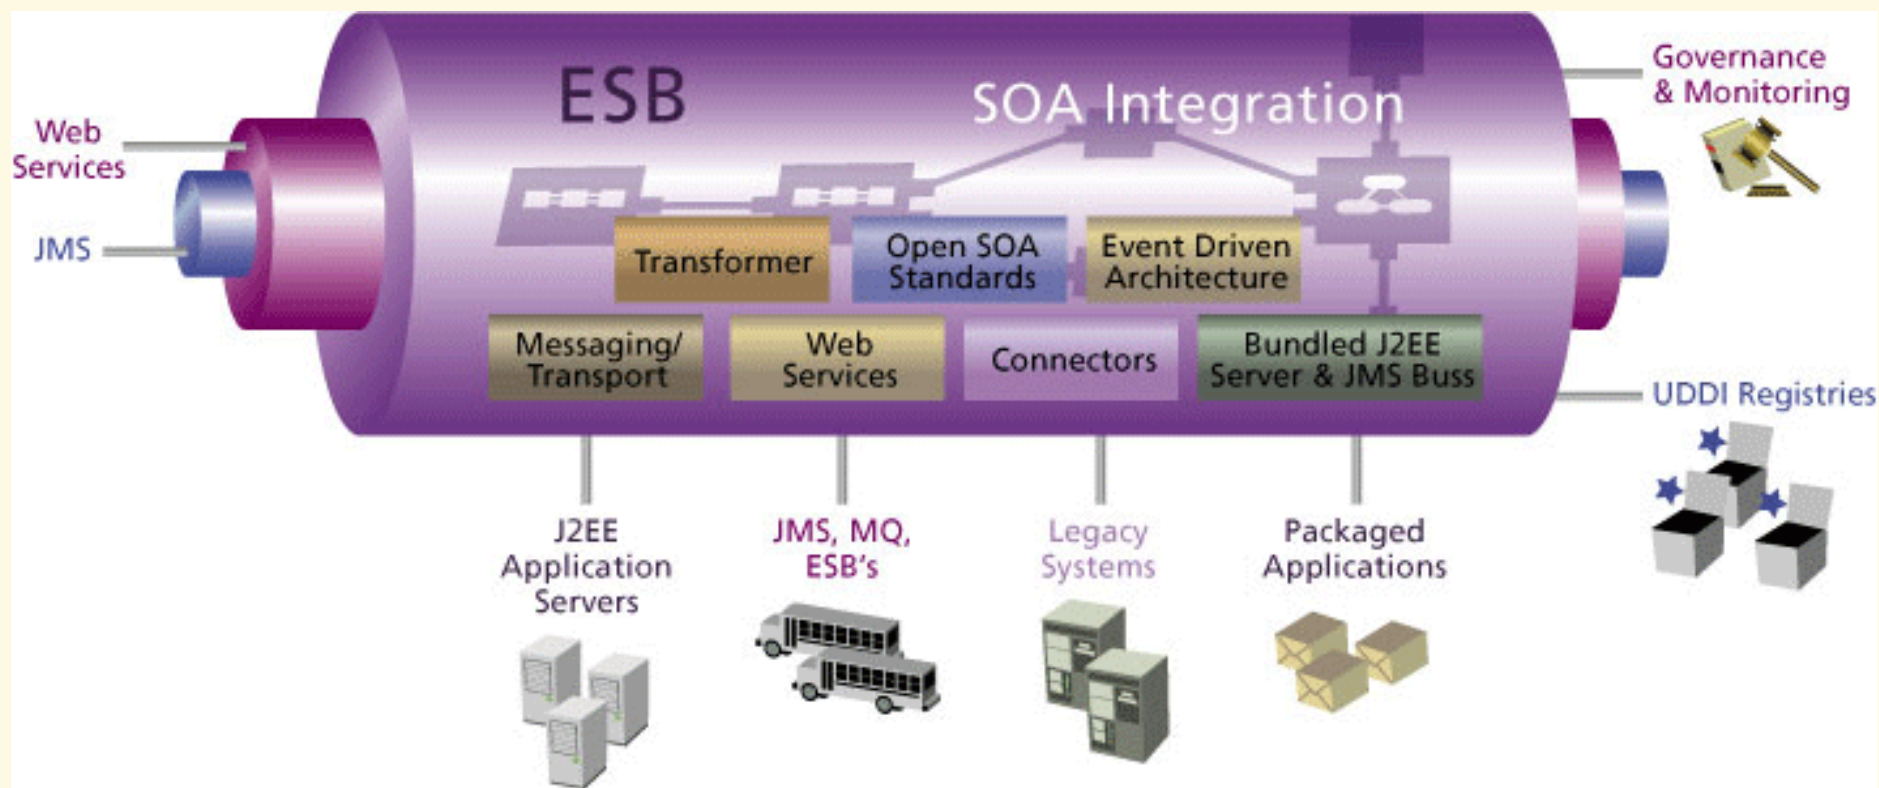 ESB
SOA Integration
Governance
& Monitoring
Web
Services
JMS
Transformer
Open SOA
Standards
Event Driven
Architecture
Messaging/
Transport
Web
Services
Connectors
Bundled J2EE
Server & JMS Buss
UDDI Registries
J2EE
Application
Servers
JMS, MQ,
ESB's
Legacy
Systems
Packaged
Applications